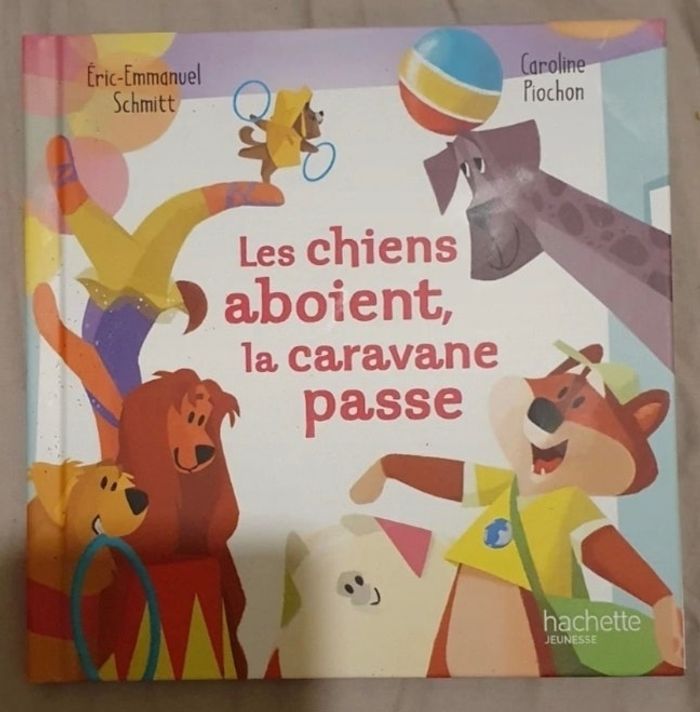 Éric-Emmanuel
Schmitt
Caroline
Piochon
Les chiens
aboient,
la caravane
passe
hachette
JEUNESSE